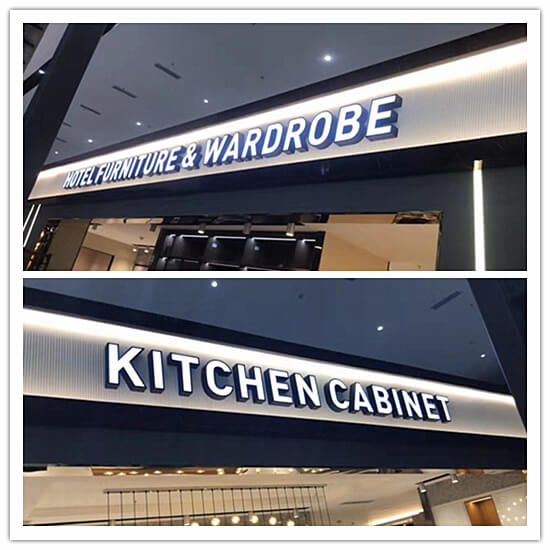 HOTEL FURNITURE & WARDROBE
KITCHEN CABINET